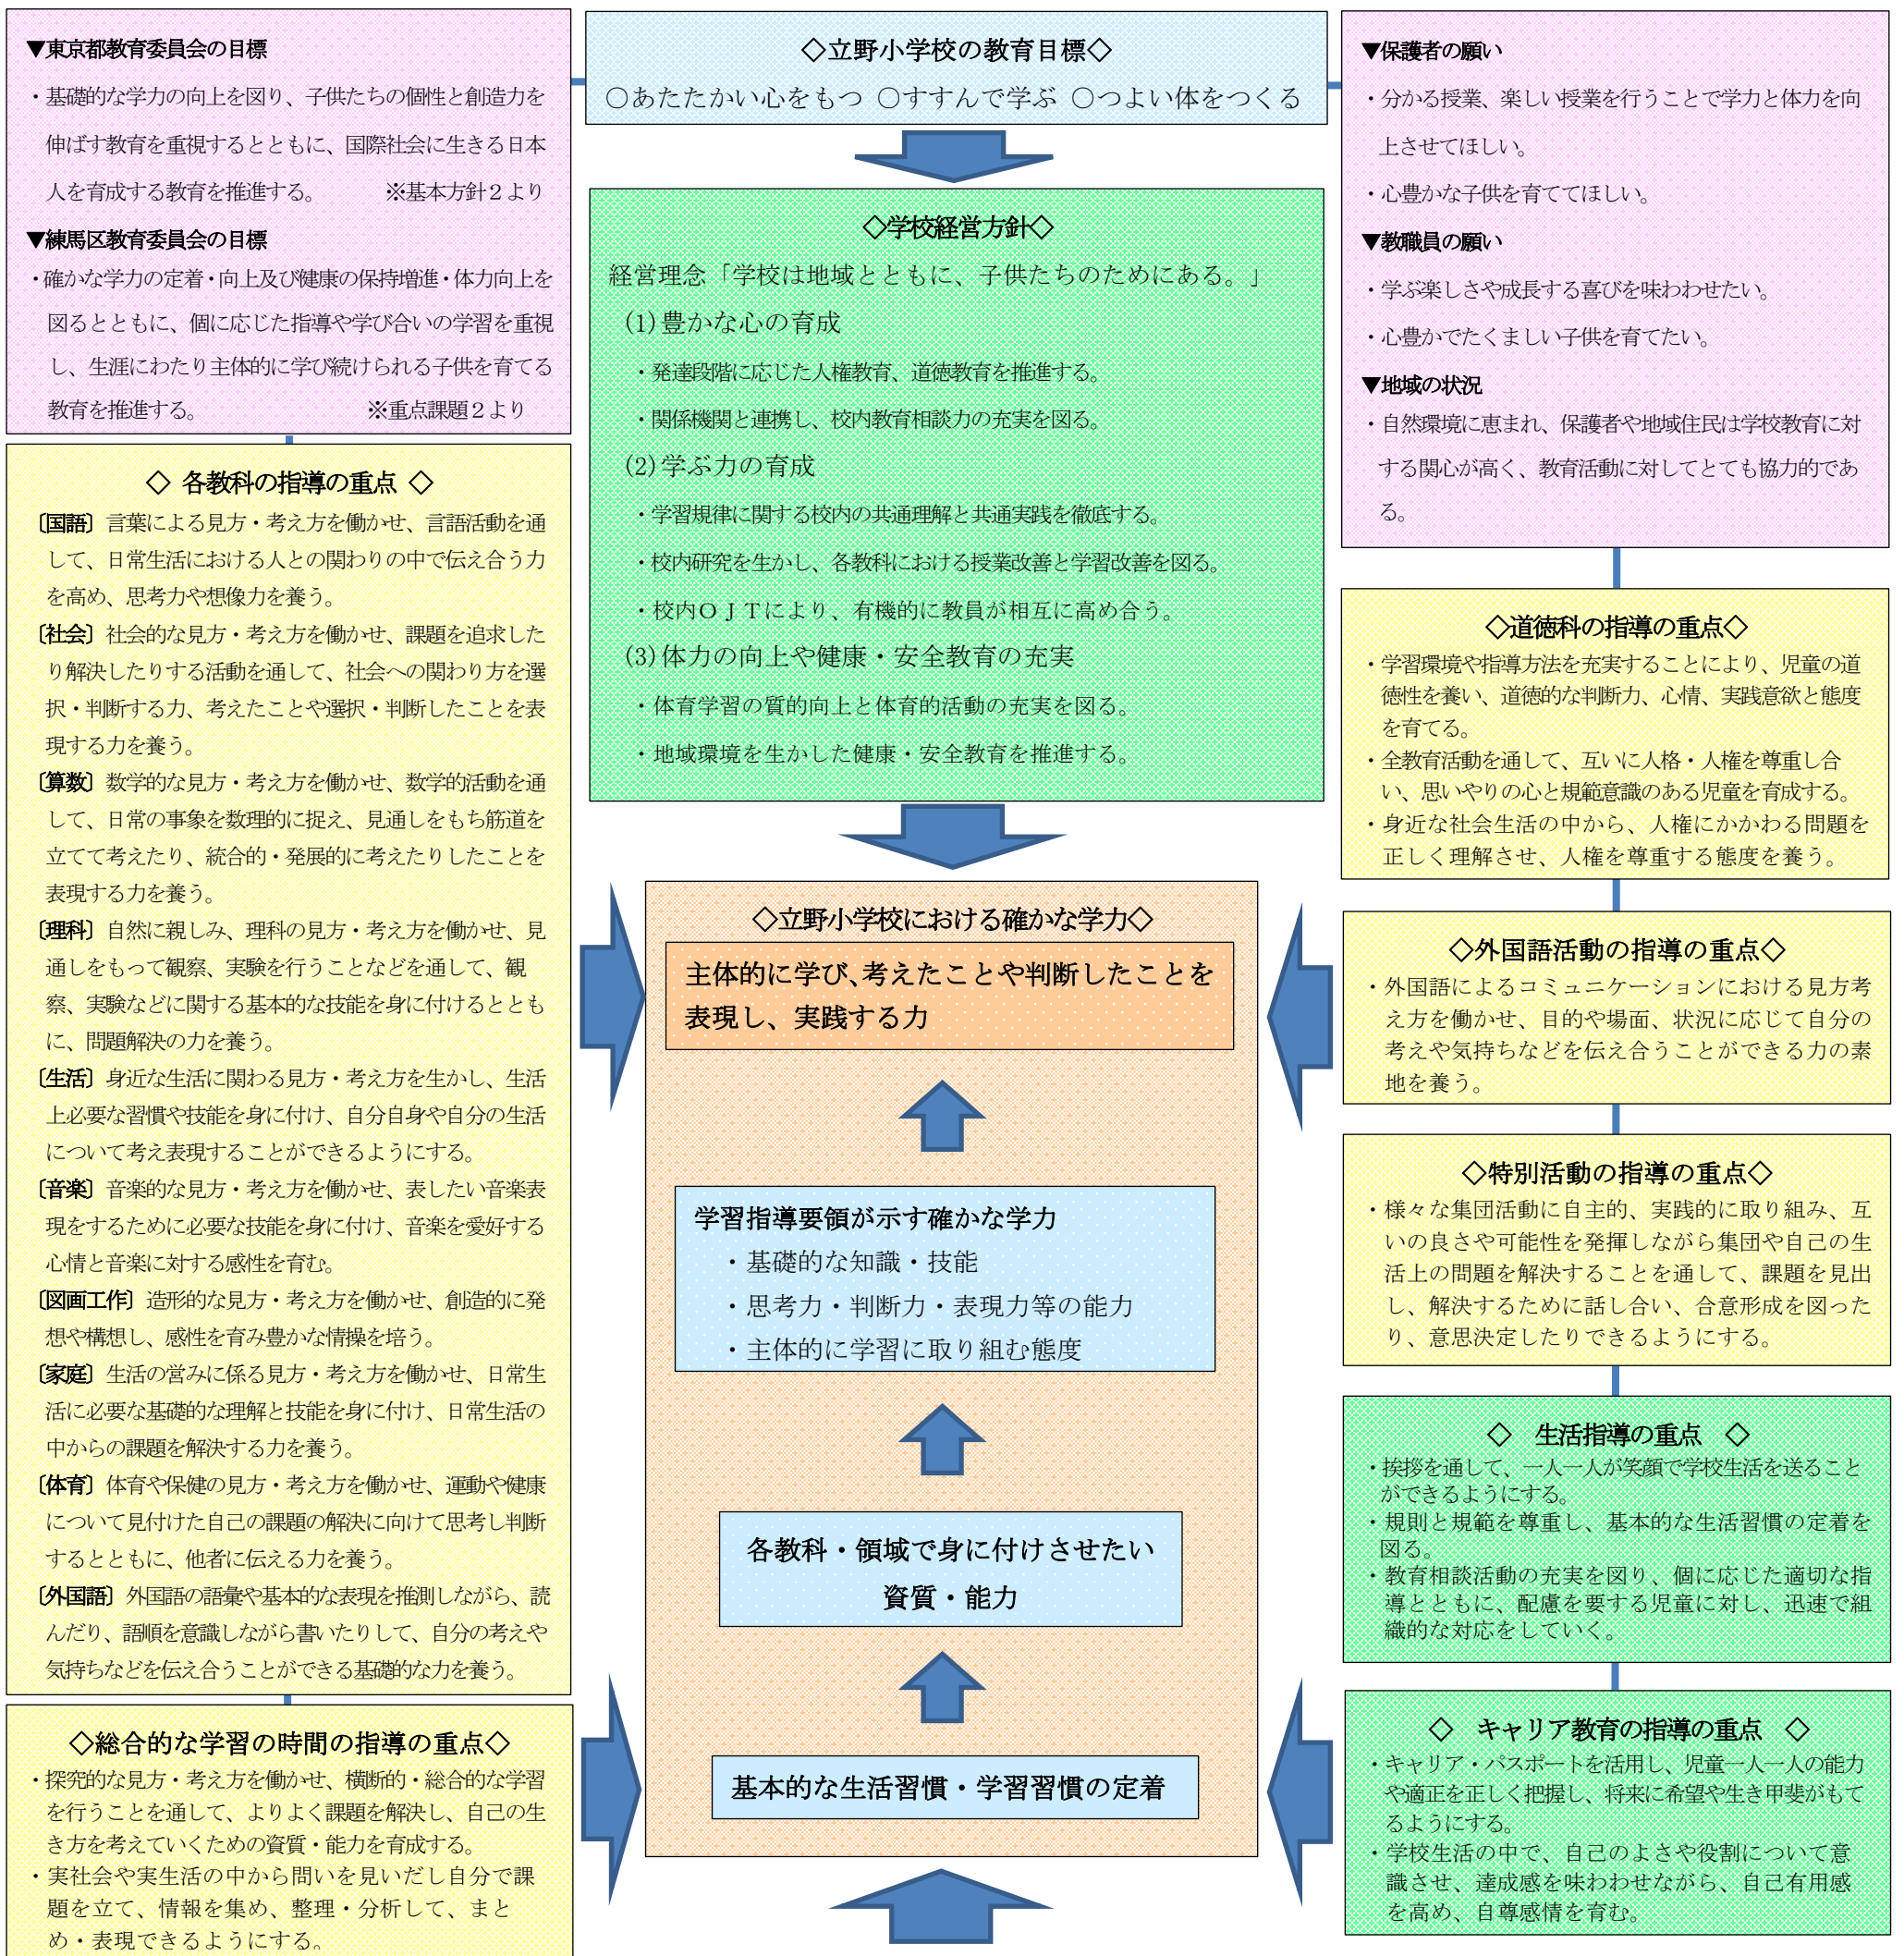 ▼東京都教育委員会の目標
・基礎的な学力の向上を図り、子供たちの個性と創造力を
伸ばす教育を重視するとともに、国際社会に生きる日本
人を育成する教育を推進する。 ※基本方針２より
▼練馬区教育委員会の目標
・確かな学力の定着・向上及び健康の保持増進・体力向上を
図るとともに、個に応じた指導や学び合いの学習を重視
し、生涯にわたり主体的に学び続けられる子供を育てる
教育を推進する。 ※重点課題２より
◇ 各教科の指導の重点 ◇
〔国語〕言葉による見方・考え方を働かせ、言語活動を通
して、日常生活における人との関わりの中で伝え合う力
を高め、思考力や想像力を養う。
〔社会〕社会的な見方・考え方を働かせ、課題を追求した
り解決したりする活動を通して、社会への関わり方を選
択・判断する力、考えたことや選択・判断したことを表
現する力を養う。
〔算数〕数学的な見方・考え方を働かせ、数学的活動を通
して、日常の事象を数理的に捉え、見通しをもち筋道を
立てて考えたり、統合的・発展的に考えたりしたことを
表現する力を養う。
〔理科〕自然に親しみ、理科の見方・考え方を働かせ、見
通しをもって観察、実験を行うことなどを通して、観
察、実験などに関する基本的な技能を身に付けるととも
に、問題解決の力を養う。
〔生活〕身近な生活に関わる見方・考え方を生かし、生活
上必要な習慣や技能を身に付け、自分自身や自分の生活
について考え表現することができるようにする。
〔音楽〕音楽的な見方・考え方を働かせ、表したい音楽表
現をするために必要な技能を身に付け、音楽を愛好する
心情と音楽に対する感性を育む。
〔図画工作〕造形的な見方・考え方を働かせ、創造的に発
想や構想し、感性を育み豊かな情操を培う。
〔家庭〕生活の営みに係る見方・考え方を働かせ、日常生
活に必要な基礎的な理解と技能を身に付け、日常生活の
中からの課題を解決する力を養う。
〔体育〕体育や保健の見方・考え方を働かせ、運動や健康
について見付けた自己の課題の解決に向けて思考し判断
するとともに、他者に伝える力を養う。
〔外国語〕外国語の語彙や基本的な表現を推測しながら、読
んだり、語順を意識しながら書いたりして、自分の考えや
気持ちなどを伝え合うことができる基礎的な力を養う。
◇総合的な学習の時間の指導の重点◇
・探究的な見方・考え方を働かせ、横断的・総合的な学習
を行うことを通して、よりよく課題を解決し、自己の生
き方を考えていくための資質・能力を育成する。
・実社会や実生活の中から問いを見いだし自分で課
題を立て、情報を集め、整理・分析して、まと
め・表現できるようにする。
◇立野小学校の教育目標◇
○あたたかい心をもつ ○すすんで学ぶ ○つよい体をつくる
◇学校経営方針◇
経営理念「学校は地域とともに、子供たちのためにある。」
(1)豊かな心の育成
・発達段階に応じた人権教育、道徳教育を推進する。
・関係機関と連携し、校内教育相談力の充実を図る。
(2)学ぶ力の育成
・学習規律に関する校内の共通理解と共通実践を徹底する。
・校内研究を生かし、各教科における授業改善と学習改善を図る。
・校内ＯＪＴにより、有機的に教員が相互に高め合う。
(3)体力の向上や健康・安全教育の充実
・体育学習の質的向上と体育的活動の充実を図る。
・地域環境を生かした健康・安全教育を推進する。
◇立野小学校における確かな学力◇
主体的に学び、考えたことや判断したことを
表現し、実践する力
学習指導要領が示す確かな学力
・基礎的な知識・技能
・思考力・判断力・表現力等の能力
・主体的に学習に取り組む態度
各教科・領域で身に付けさせたい
資質・能力
基本的な生活習慣・学習習慣の定着
▼保護者の願い
・分かる授業、楽しい授業を行うことで学力と体力を向
上させてほしい。
・心豊かな子供を育ててほしい。
▼教職員の願い
・学ぶ楽しさや成長する喜びを味わわせたい。
・心豊かでたくましい子供を育てたい。
▼地域の状況
・自然環境に恵まれ、保護者や地域住民は学校教育に対
する関心が高く、教育活動に対してとても協力的であ
る。
◇道徳科の指導の重点◇
・学習環境や指導方法を充実することにより、児童の道
徳性を養い、道徳的な判断力、心情、実践意欲と態度
を育てる。
・全教育活動を通して、互いに人格・人権を尊重し合
い、思いやりの心と規範意識のある児童を育成する。
・身近な社会生活の中から、人権にかかわる問題を
正しく理解させ、人権を尊重する態度を養う。
◇外国語活動の指導の重点◇
・外国語によるコミュニケーションにおける見方考
え方を働かせ、目的や場面、状況に応じて自分の
考えや気持ちなどを伝え合うことができる力の素
地を養う。
◇特別活動の指導の重点◇
・様々な集団活動に自主的、実践的に取り組み、互
いの良さや可能性を発揮しながら集団や自己の生
活上の問題を解決することを通して、課題を見出
し、解決するために話し合い、合意形成を図った
り、意思決定したりできるようにする。
◇ 生活指導の重点 ◇
・挨拶を通して、一人一人が笑顔で学校生活を送ること
ができるようにする。
・規則と規範を尊重し、基本的な生活習慣の定着を
図る。
・教育相談活動の充実を図り、個に応じた適切な指
導とともに、配慮を要する児童に対し、迅速で組
織的な対応をしていく。
◇ キャリア教育の指導の重点 ◇
・キャリア・パスポートを活用し、児童一人一人の能力
や適正を正しく把握し、将来に希望や生き甲斐がもて
るようにする。
・学校生活の中で、自己のよさや役割について意
識させ、達成感を味わわせながら、自己有用感
を高め、自尊感情を育む。